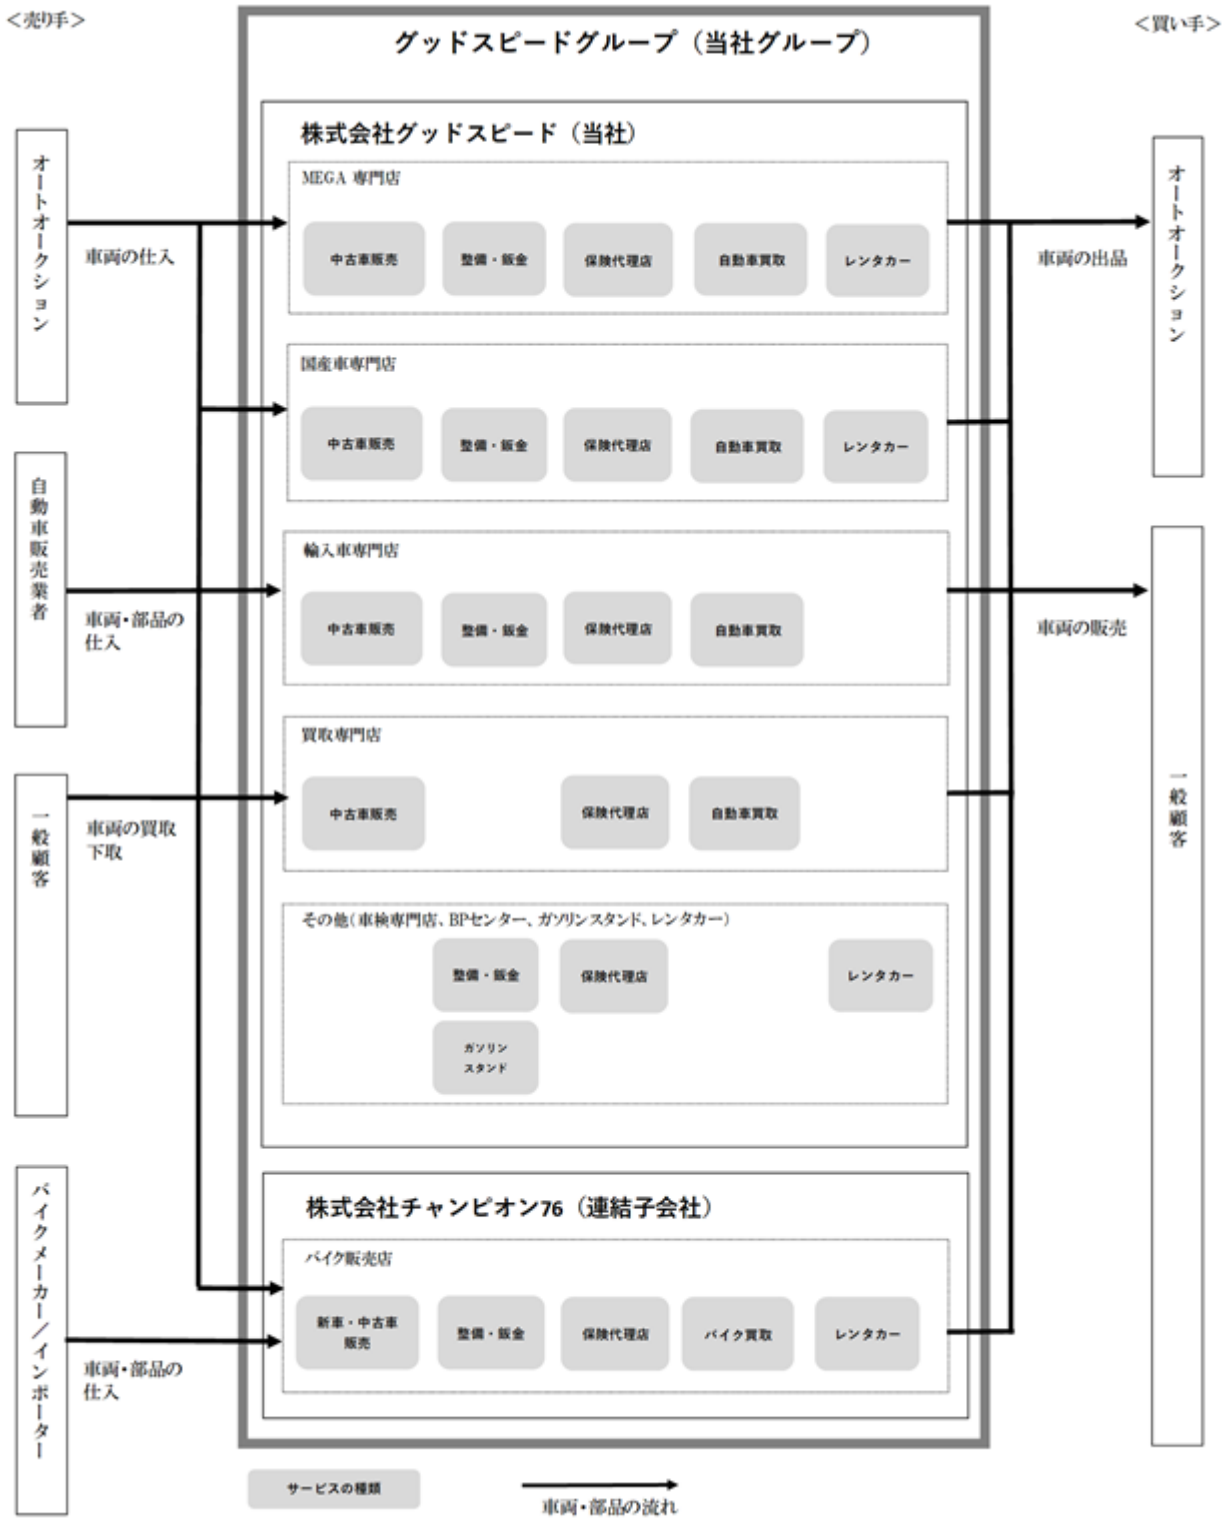 ＜売り手＞
＜買い手＞
グッドスピードグループ（当社グループ）
株式会社グッドスピード（当社）
オートオークション
車両の仕入
MEGA 専門店
中古車販売
整備・鈑金
保険代理店
自動車買取
レンタカー
車両の出品
オートオークション
国産車専門店
中古車販売
整備・鈑金
保険代理店
自動車買取
レンタカー
自動車販売業者
車両・部品の
仕入
輸入車専門店
中古車販売
整備・鈑金
保険代理店
自動車買取
車両の販売
一般顧客
一般顧客
車両の買取
下取
買取専門店
中古車販売
保険代理店
自動車買取
その他（車検専門店、BPセンター、ガソリンスタンド、レンタカー）
整備・鈑金
保険代理店
レンタカー
ガソリン
スタンド
株式会社チャンピオン76（連結子会社）
バイクメーカー／インポーター
車両・部品の
仕入
バイク販売店
新車・中古車
販売
整備・鈑金
保険代理店
バイク買取
レンタカー
サービスの種類
車両・部品の流れ